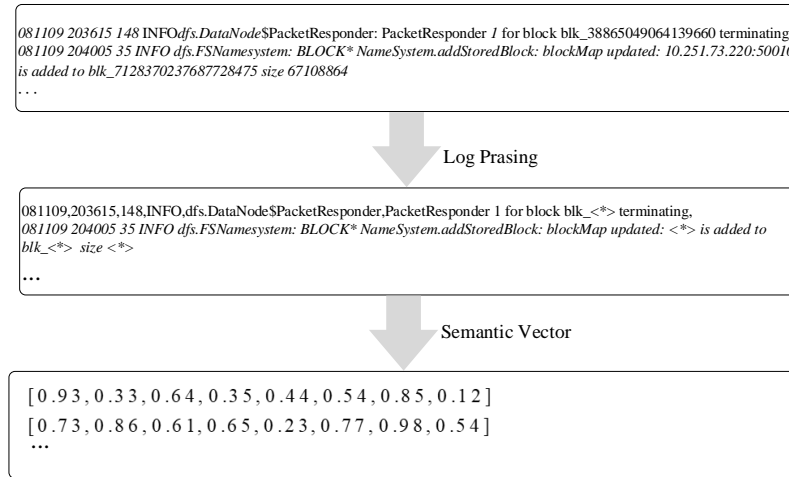 081109 203615 148 INFOdfs.DataNode$PacketResponder: PacketResponder 1 for block blk_38865049064139660 terminating
081109 204005 35 INFO dfs.FSNamesystem: BLOCK* NameSystem.addStoredBlock: blockMap updated: 10.251.73.220:50010
is added to blk_7128370237687728475 size 67108864
. . .
Log Prasing
081109,203615,148,INFO,dfs.DataNode$PacketResponder,PacketResponder 1 for block blk_<*> terminating,
081109 204005 35 INFO dfs.FSNamesystem: BLOCK* NameSystem.addStoredBlock: blockMap updated: <*> is added to
blk_<*> size <*>
...
Semantic Vector
[0.93,0.33,0.64,0.35,0.44,0.54,0.85,0.12]
[0.73,0.86,0.61,0.65,0.23,0.77,0.98,0.54]
...